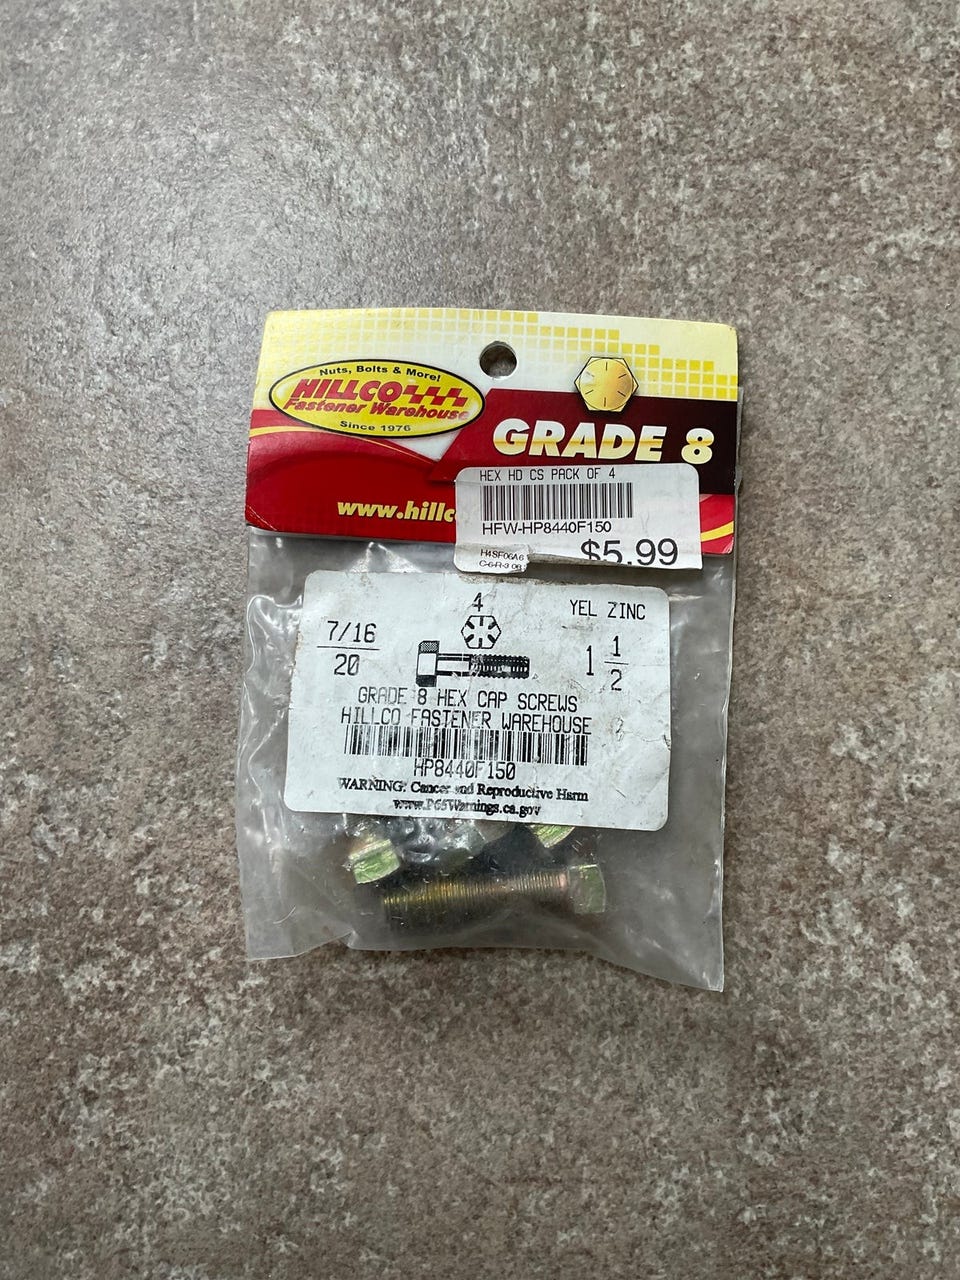 Nuts, Bolts & More!
HILLCO
Fastener Warehouse
Since 1976
GRADE 8
HEX HD CS PACK OF 4
HFW-HP8440F150
$5.99
H4SF06A6
www.hillc
4
YEL ZINC
7/16
20
1 1/2
GRADE 8 HEX CAP SCREWS
HILLCO FASTENER WAREHOUSE
HP8440F150
WARNING: Cancer and Reproductive Harm
www.P65Warnings.ca.gov